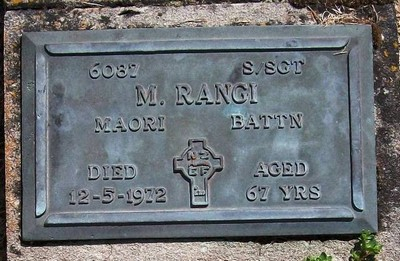 6087 S. SGT
M. RANGI
MAORI BATTN
DIED AGED
12-5-1972 67 YRS